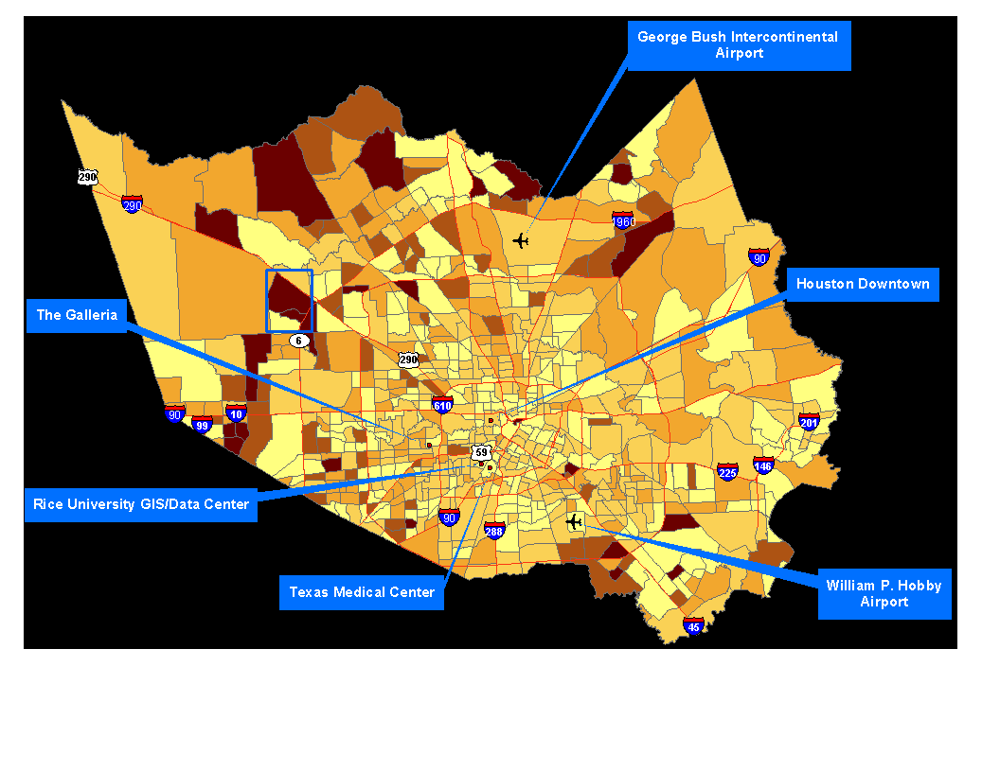 George Bush Intercontinental
Airport
290
290
1960
90
Houston Downtown
The Galleria
6
290
610
90
99
10
201
59
225
146
Rice University GIS/Data Center
90
288
Texas Medical Center
William P. Hobby
Airport
45